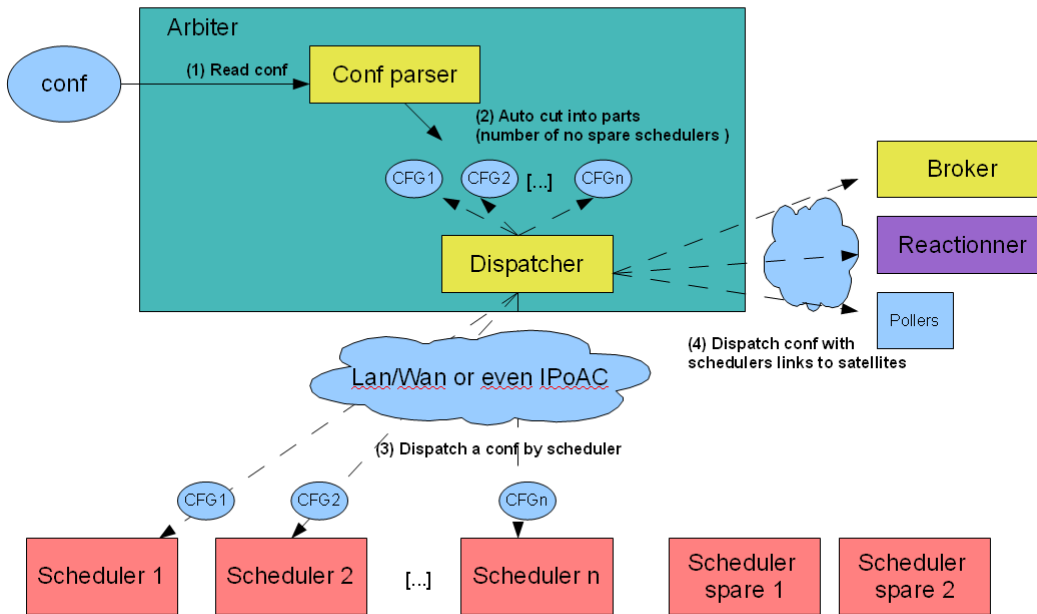 Arbiter
conf
(1) Read conf
Conf parser
(2) Auto cut into parts
(number of no spare schedulers )
CFG1
CFG2
[...]
CFGn
Broker
Reactionner
Dispatcher
Pollers
(4) Dispatch conf with
schedulers links to satellites
Lan/Wan or even IPoAC
(3) Dispatch a conf by scheduler
CFG1
CFG2
CFGn
Scheduler 1
Scheduler 2
[...]
Scheduler n
Scheduler
spare 1
Scheduler
spare 2